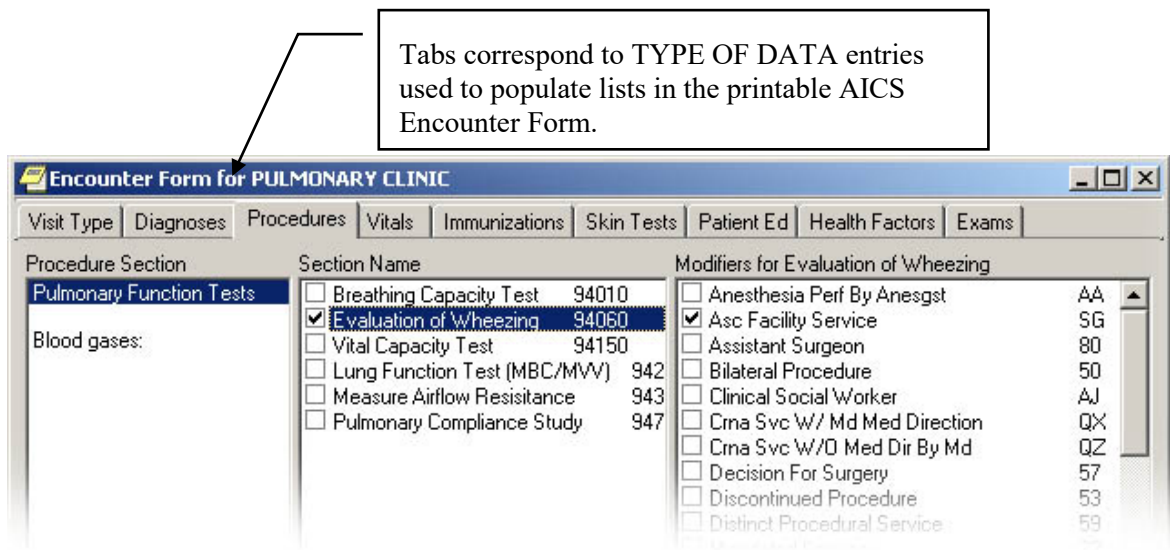 Tabs correspond to TYPE OF DATA entries
used to populate lists in the printable AICS
Encounter Form.
Encounter Form for PULMONARY CLINIC
Visit Type Diagnoses Procedures Vitals Immunizations Skin Tests Patient Ed Health Factors Exams
Procedure Section Section Name Modifiers for Evaluation of Wheezing
Pulmonary Function Tests
Blood gases:
Breathing Capacity Test 94010
Evaluation of Wheezing 94060
Vital Capacity Test 94150
Lung Function Test (MBC/MVV) 942
Measure Airflow Resisitance 943
Pulmonary Compliance Study 947
Anesthesia Perf By Anesgst AA
Asc Facility Service SG
Assistant Surgeon 80
Bilateral Procedure 50
Clinical Social Worker AJ
Crna Svc W/ Md Med Direction QX
Crna Svc W/O Med Dir By Md QZ
Decision For Surgery 57
Discontinued Procedure 53
Distinct Procedural Service 59